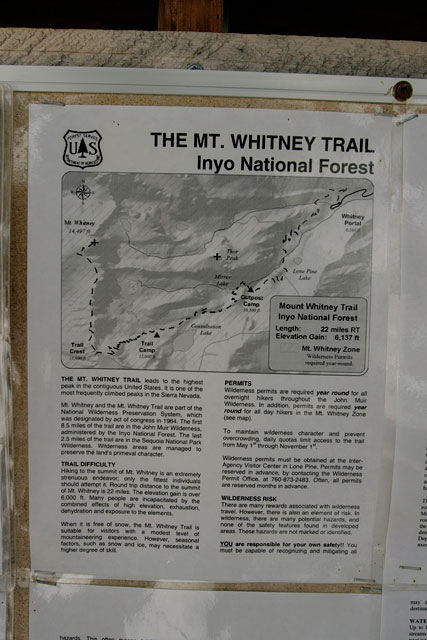 FOREST SERVICE
U S
DEPARTMENT OF AGRICULTURE
THE MT. WHITNEY TRAIL
Inyo National Forest
Mt. Whitney
14,497 ft
Whitney
Portal
Thor
Peak
Mirror
Lake
Lone Pine
Lake
Outpost
Camp
Consultation
Lake
Trail
Crest
Trail
Camp
Mount Whitney Trail
Inyo National Forest
Length: 22 miles RT
Elevation Gain: 6,137 ft
Mt. Whitney Zone
Wilderness Permits
required year-round.
THE MT. WHITNEY TRAIL leads to the highest
peak in the contiguous United States. It is one of the
most frequently climbed peaks in the Sierra Nevada.
Mt. Whitney and the Mt. Whitney Trail are part of the
National Wilderness Preservation System, which
was designated by act of congress in 1964. The first
8.5 miles of the trail are in the John Muir Wilderness,
administered by the Inyo National Forest. The last
2.5 miles of the trail are in the Sequoia National Park
Wilderness. Wilderness areas are managed to
preserve the land's primeval character.
TRAIL DIFFICULTY
Hiking to the summit of Mt. Whitney is an extremely
strenuous endeavor; only the fittest individuals
should attempt it. Round trip distance to the summit
of Mt. Whitney is 22 miles. The elevation gain is over
6,000 ft. Many people are incapacitated by the
combined effects of high elevation, exhaustion,
dehydration and exposure to the elements.
When it is free of snow, the Mt. Whitney Trail is
suitable for visitors with a modest level of
mountaineering experience. However, seasonal
factors, such as snow and ice, may necessitate a
higher degree of skill.
PERMITS
Wilderness permits are required year round for all
overnight hikers throughout the John Muir
Wilderness. In addition, permits are required year
round for all day hikers in the Mt. Whitney Zone
(see map).
To maintain wilderness character and prevent
overcrowding, daily quotas limit access to the trail
from May 1st through November 1st.
Wilderness permits must be obtained at the Inter-
Agency Visitor Center in Lone Pine. Permits may be
reserved in advance, by contacting the Wilderness
Permit Office, at 760-873-2483. Often, all permits
are reserved months in advance.
WILDERNESS RISK
There are many rewards associated with wilderness
travel. However, there is also an element of risk. In
wilderness, there are many potential hazards, and
none of the safety features found in developed
areas. These hazards are not marked or identified.
YOU are responsible for your own safety!! You
must be capable of recognizing and mitigating all
hazards. This often
may
WATE
Up to